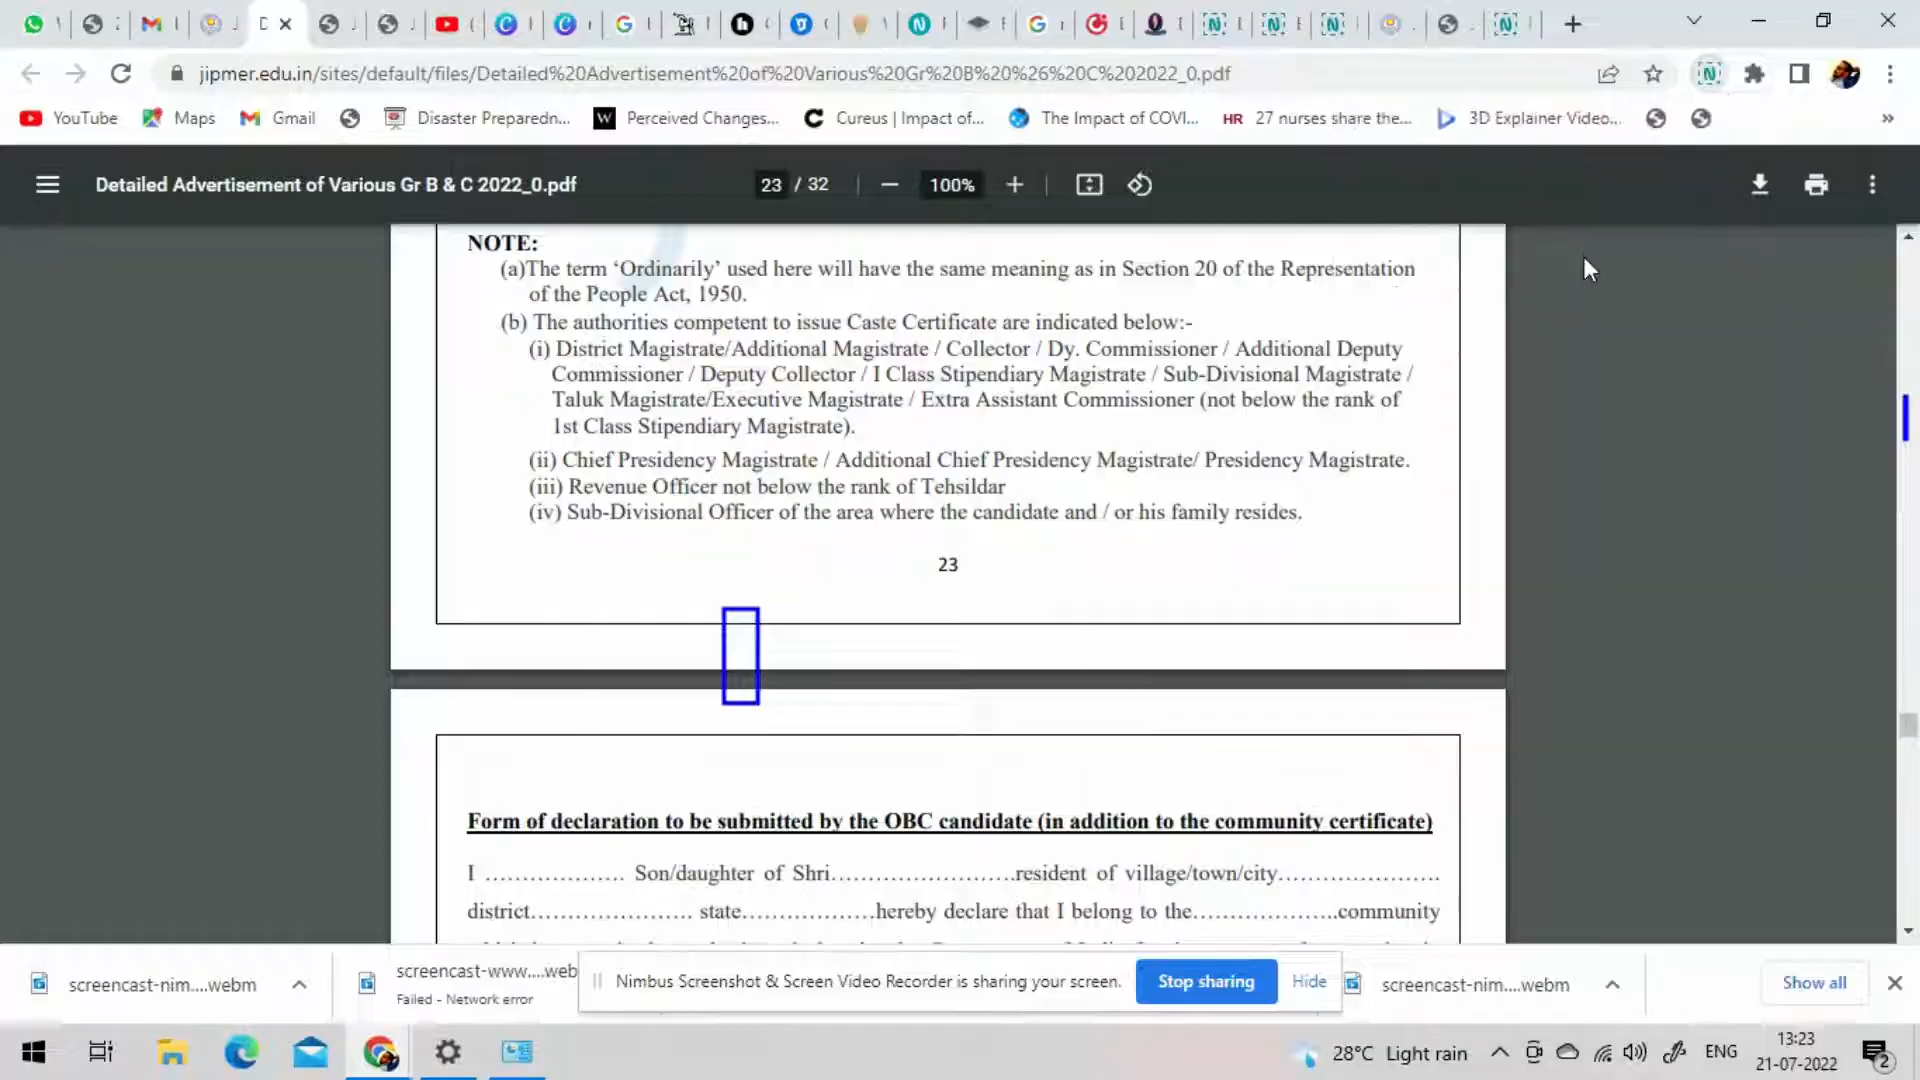 jipmer.edu.in/sites/default/files/Detailed%20Advertisement%20of%20Various%20Gr%20B%20%26%20C%202022_0.pdf
YouTube Maps Gmail Disaster Preparedn... Perceived Changes... Cureus | Impact of... The Impact of COVI... HR 27 nurses share the... 3D Explainer Video... »
Detailed Advertisement of Various Gr B & C 2022_0.pdf 23 / 32 100%
NOTE:
(a)The term ‘Ordinarily’ used here will have the same meaning as in Section 20 of the Representation
of the People Act, 1950.
(b) The authorities competent to issue Caste Certificate are indicated below:-
(i) District Magistrate/Additional Magistrate / Collector / Dy. Commissioner / Additional Deputy
Commissioner / Deputy Collector / I Class Stipendiary Magistrate / Sub-Divisional Magistrate /
Taluk Magistrate/Executive Magistrate / Extra Assistant Commissioner (not below the rank of
1st Class Stipendiary Magistrate).
(ii) Chief Presidency Magistrate / Additional Chief Presidency Magistrate/ Presidency Magistrate.
(iii) Revenue Officer not below the rank of Tehsildar
(iv) Sub-Divisional Officer of the area where the candidate and / or his family resides.
23
Form of declaration to be submitted by the OBC candidate (in addition to the community certificate)
I ………………. Son/daughter of Shri…………………….resident of village/town/city………………….
district…………………. state………………hereby declare that I belong to the……………….community
screencast-nim....webm screencast-www....web Nimbus Screenshot & Screen Video Recorder is sharing your screen. Stop sharing Hide screencast-nim....webm Show all
Failed - Network error
28°C Light rain ENG 13:23
21-07-2022 2